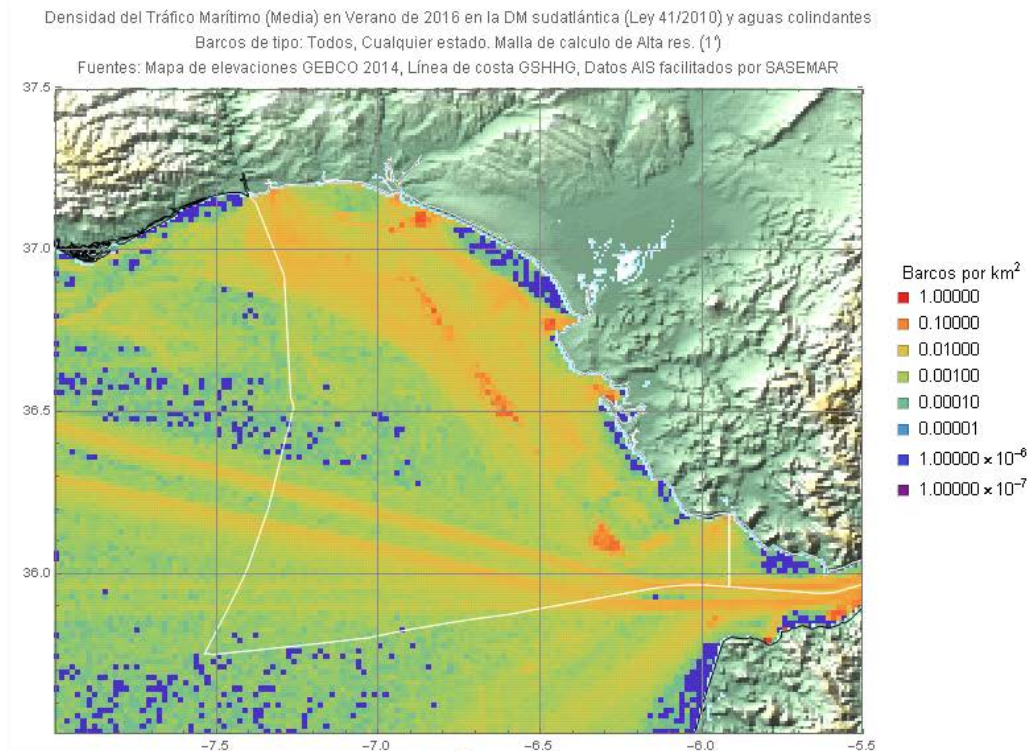 Densidad del Tráfico Marítimo (Media) en Verano de 2016 en la DM sudatlántica (Ley 41/2010) y aguas colindantes
Barcos de tipo: Todos, Cualquier estado. Malla de calculo de Alta res. (1')
Fuentes: Mapa de elevaciones GEBCO 2014, Línea de costa GSHHG, Datos AIS facilitados por SASEMAR
37.5
37.0
36.5
36.0
−7.5
−7.0
−6.5
−6.0
−5.5
Barcos por km²
1.00000
0.10000
0.01000
0.00100
0.00010
0.00001
1.00000 × 10⁻⁶
1.00000 × 10⁻⁷